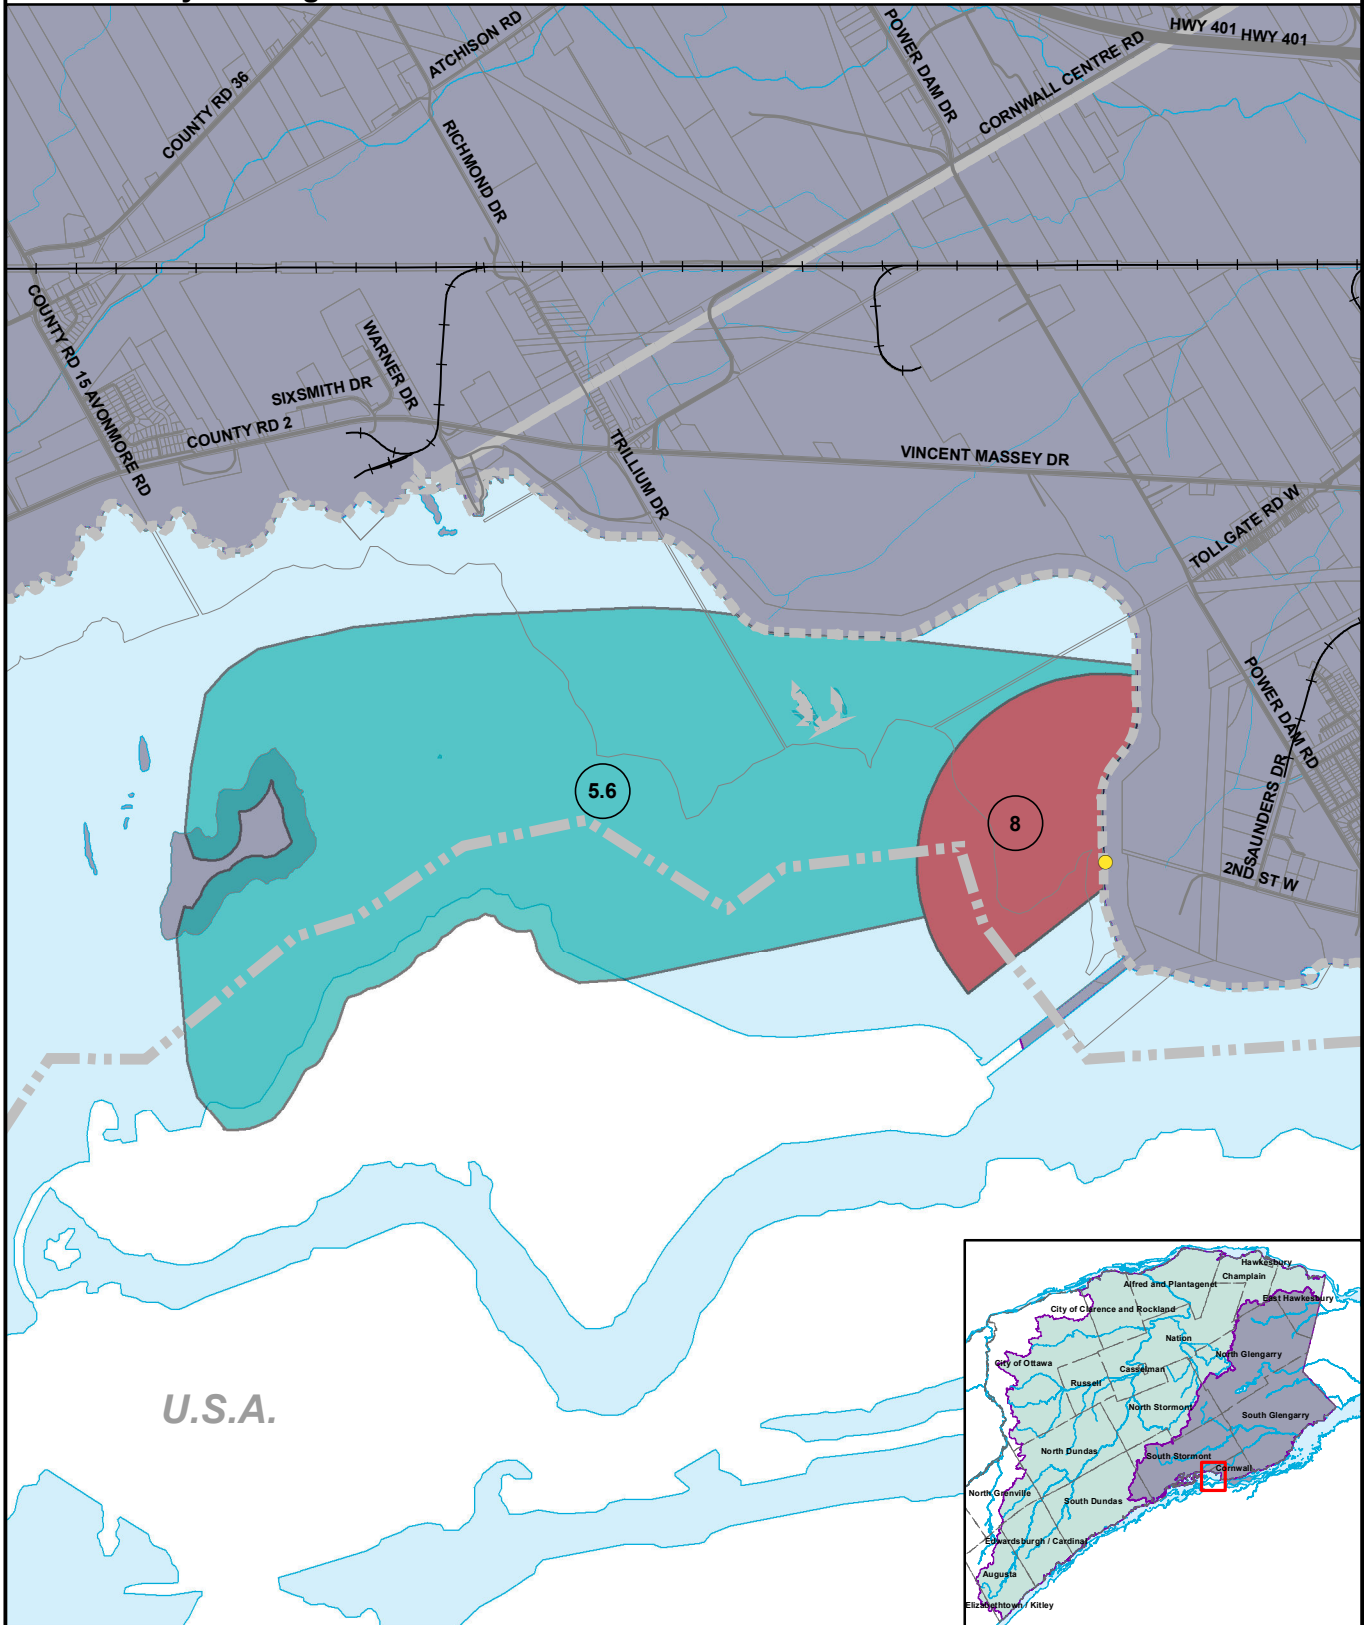 HWY 401 HWY 401
ATCHISON RD
POWER DAM DR
CORNWALL CENTRE RD
COUNTY RD 36
RICHMOND DR
COUNTY RD 15 AVONMORE RD
WARNER DR
SIXSMITH DR
COUNTY RD 2
TRILLIUM DR
VINCENT MASSEY DR
TOLLGATE RD W
POWER DAM RD
SAUNDERS DR
2ND ST W
5.6
8
U.S.A.
Hawkesbury
Champlain
Alfred and Plantagenet
East Hawkesbury
City of Clarence and Rockland
Nation
North Glengarry
City of Ottawa
Casselman
Russell
North Stormont
South Glengarry
North Dundas
South Stormont
Cornwall
North Grenville
South Dundas
Edwardsburgh / Cardinal
Augusta
Elizabethtown / Kitley